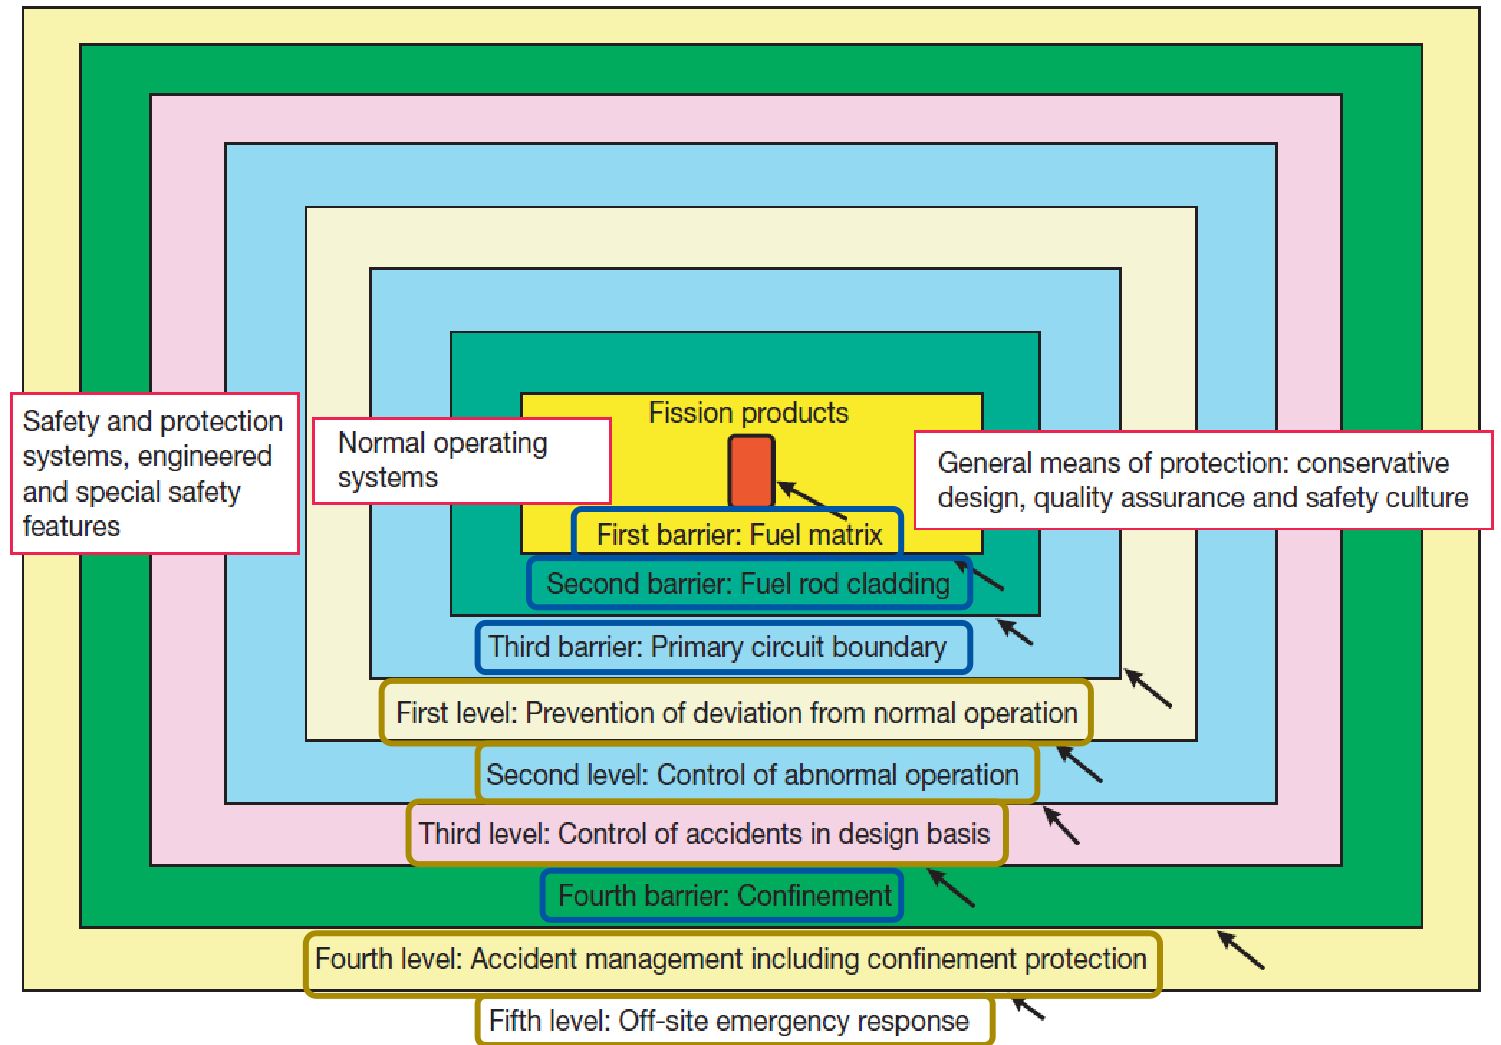 Fission products
Safety and protection
systems, engineered
and special safety
features
Normal operating
systems
General means of protection: conservative
design, quality assurance and safety culture
First barrier: Fuel matrix
Second barrier: Fuel rod cladding
Third barrier: Primary circuit boundary
First level: Prevention of deviation from normal operation
Second level: Control of abnormal operation
Third level: Control of accidents in design basis
Fourth barrier: Confinement
Fourth level: Accident management including confinement protection
Fifth level: Off-site emergency response